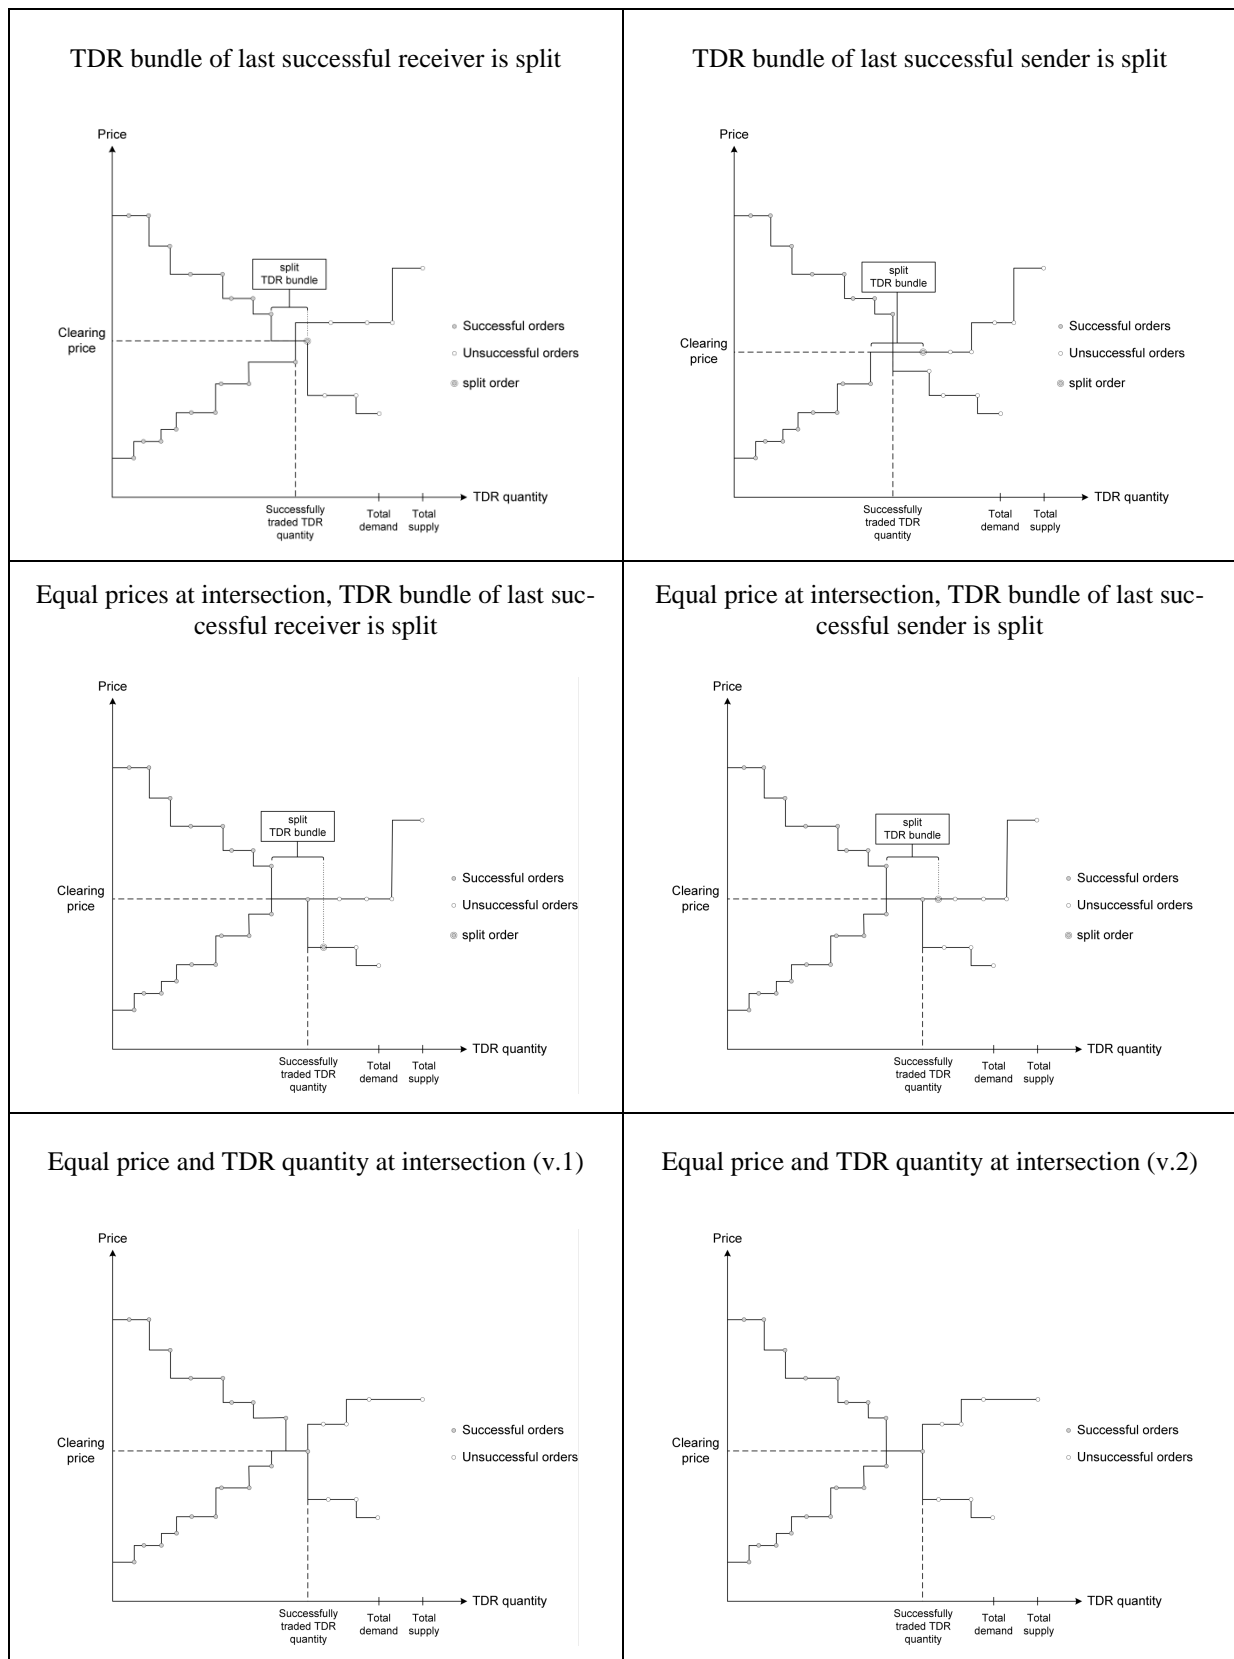 TDR bundle of last successful receiver is split
Price
split
TDR bundle
Clearing
price
Successful orders
Unsuccessful orders
split order
TDR quantity
Successfully
traded TDR
quantity
Total
demand
Total
supply
TDR bundle of last successful sender is split
Price
split
TDR bundle
Clearing
price
Successful orders
Unsuccessful orders
split order
TDR quantity
Successfully
traded TDR
quantity
Total
demand
Total
supply
Equal prices at intersection, TDR bundle of last suc-
cessful receiver is split
Price
split
TDR bundle
Clearing
price
Successful orders
Unsuccessful orders
split order
TDR quantity
Successfully
traded TDR
quantity
Total
demand
Total
supply
Equal price at intersection, TDR bundle of last suc-
cessful sender is split
Price
split
TDR bundle
Clearing
price
Successful orders
Unsuccessful orders
split order
TDR quantity
Successfully
traded TDR
quantity
Total
demand
Total
supply
Equal price and TDR quantity at intersection (v.1)
Price
Clearing
price
Successful orders
Unsuccessful orders
TDR quantity
Successfully
traded TDR
quantity
Total
demand
Total
supply
Equal price and TDR quantity at intersection (v.2)
Price
Clearing
price
Successful orders
Unsuccessful orders
TDR quantity
Successfully
traded TDR
quantity
Total
demand
Total
supply